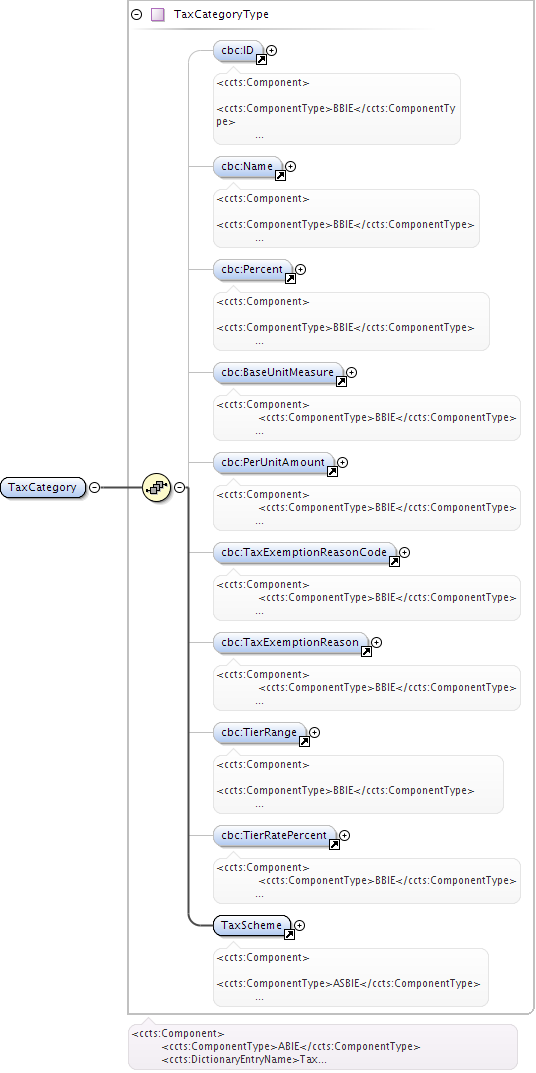 TaxCategoryType
cbc:ID
<ccts:Component>
<ccts:ComponentType>BBIE</ccts:ComponentTy
pe>
...
cbc:Name
<ccts:Component>
<ccts:ComponentType>BBIE</ccts:ComponentType>
...
cbc:Percent
<ccts:Component>
<ccts:ComponentType>BBIE</ccts:ComponentType>
...
cbc:BaseUnitMeasure
<ccts:Component>
<ccts:ComponentType>BBIE</ccts:ComponentType>
...
TaxCategory
cbc:PerUnitAmount
<ccts:Component>
<ccts:ComponentType>BBIE</ccts:ComponentType>
...
cbc:TaxExemptionReasonCode
<ccts:Component>
<ccts:ComponentType>BBIE</ccts:ComponentType>
...
cbc:TaxExemptionReason
<ccts:Component>
<ccts:ComponentType>BBIE</ccts:ComponentType>
...
cbc:TierRange
<ccts:Component>
<ccts:ComponentType>BBIE</ccts:ComponentType>
...
cbc:TierRatePercent
<ccts:Component>
<ccts:ComponentType>BBIE</ccts:ComponentType>
...
TaxScheme
<ccts:Component>
<ccts:ComponentType>ASBIE</ccts:ComponentType>
...
<ccts:Component>
<ccts:ComponentType>ABIE</ccts:ComponentType>
<ccts:DictionaryEntryName>Tax...